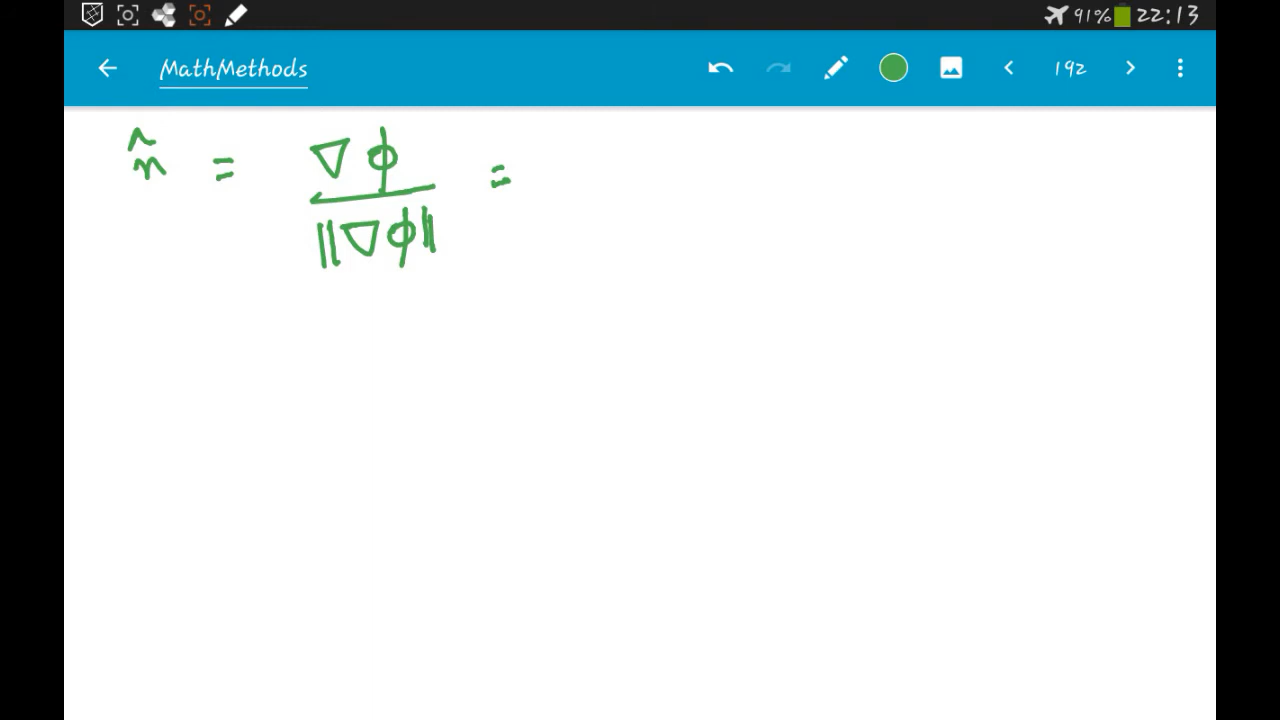 91% 22:13
MathMethods 192
n̂ = ∇ϕ / ||∇ϕ|| =